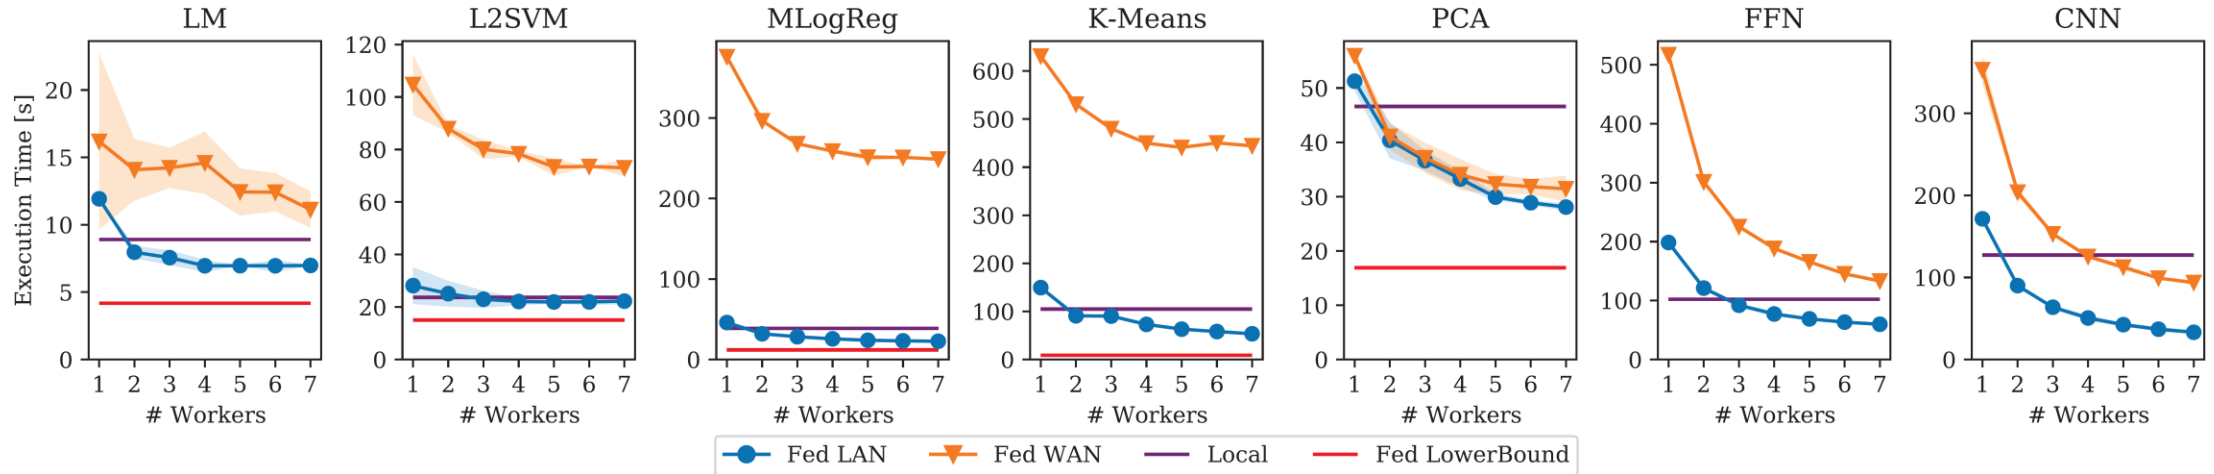 LM L2SVM MLogReg K-Means PCA FFN CNN
Execution Time [s]
20
15
10
5
0
1 2 3 4 5 6 7
# Workers
120
100
80
60
40
20
0
1 2 3 4 5 6 7
# Workers
300
200
100
0
1 2 3 4 5 6 7
# Workers
600
500
400
300
200
100
0
1 2 3 4 5 6 7
# Workers
50
40
30
20
10
0
1 2 3 4 5 6 7
# Workers
500
400
300
200
100
0
1 2 3 4 5 6 7
# Workers
300
200
100
0
1 2 3 4 5 6 7
# Workers
Fed LAN Fed WAN Local Fed LowerBound